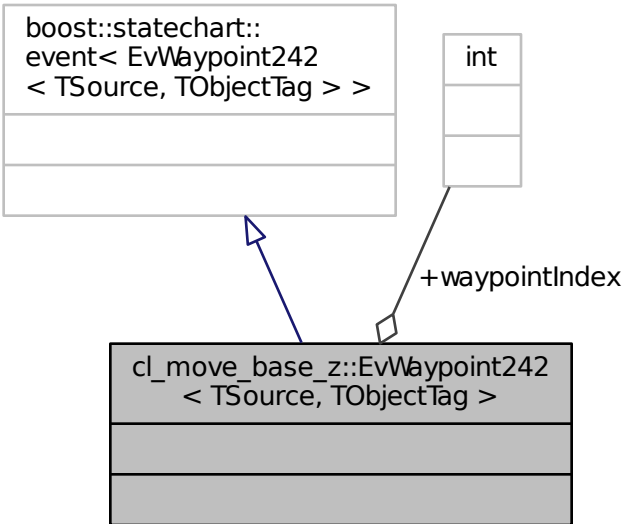 boost::statechart::
event< EvWaypoint242
< TSource, TObjectTag > >
int
+waypointIndex
cl_move_base_z::EvWaypoint242
< TSource, TObjectTag >